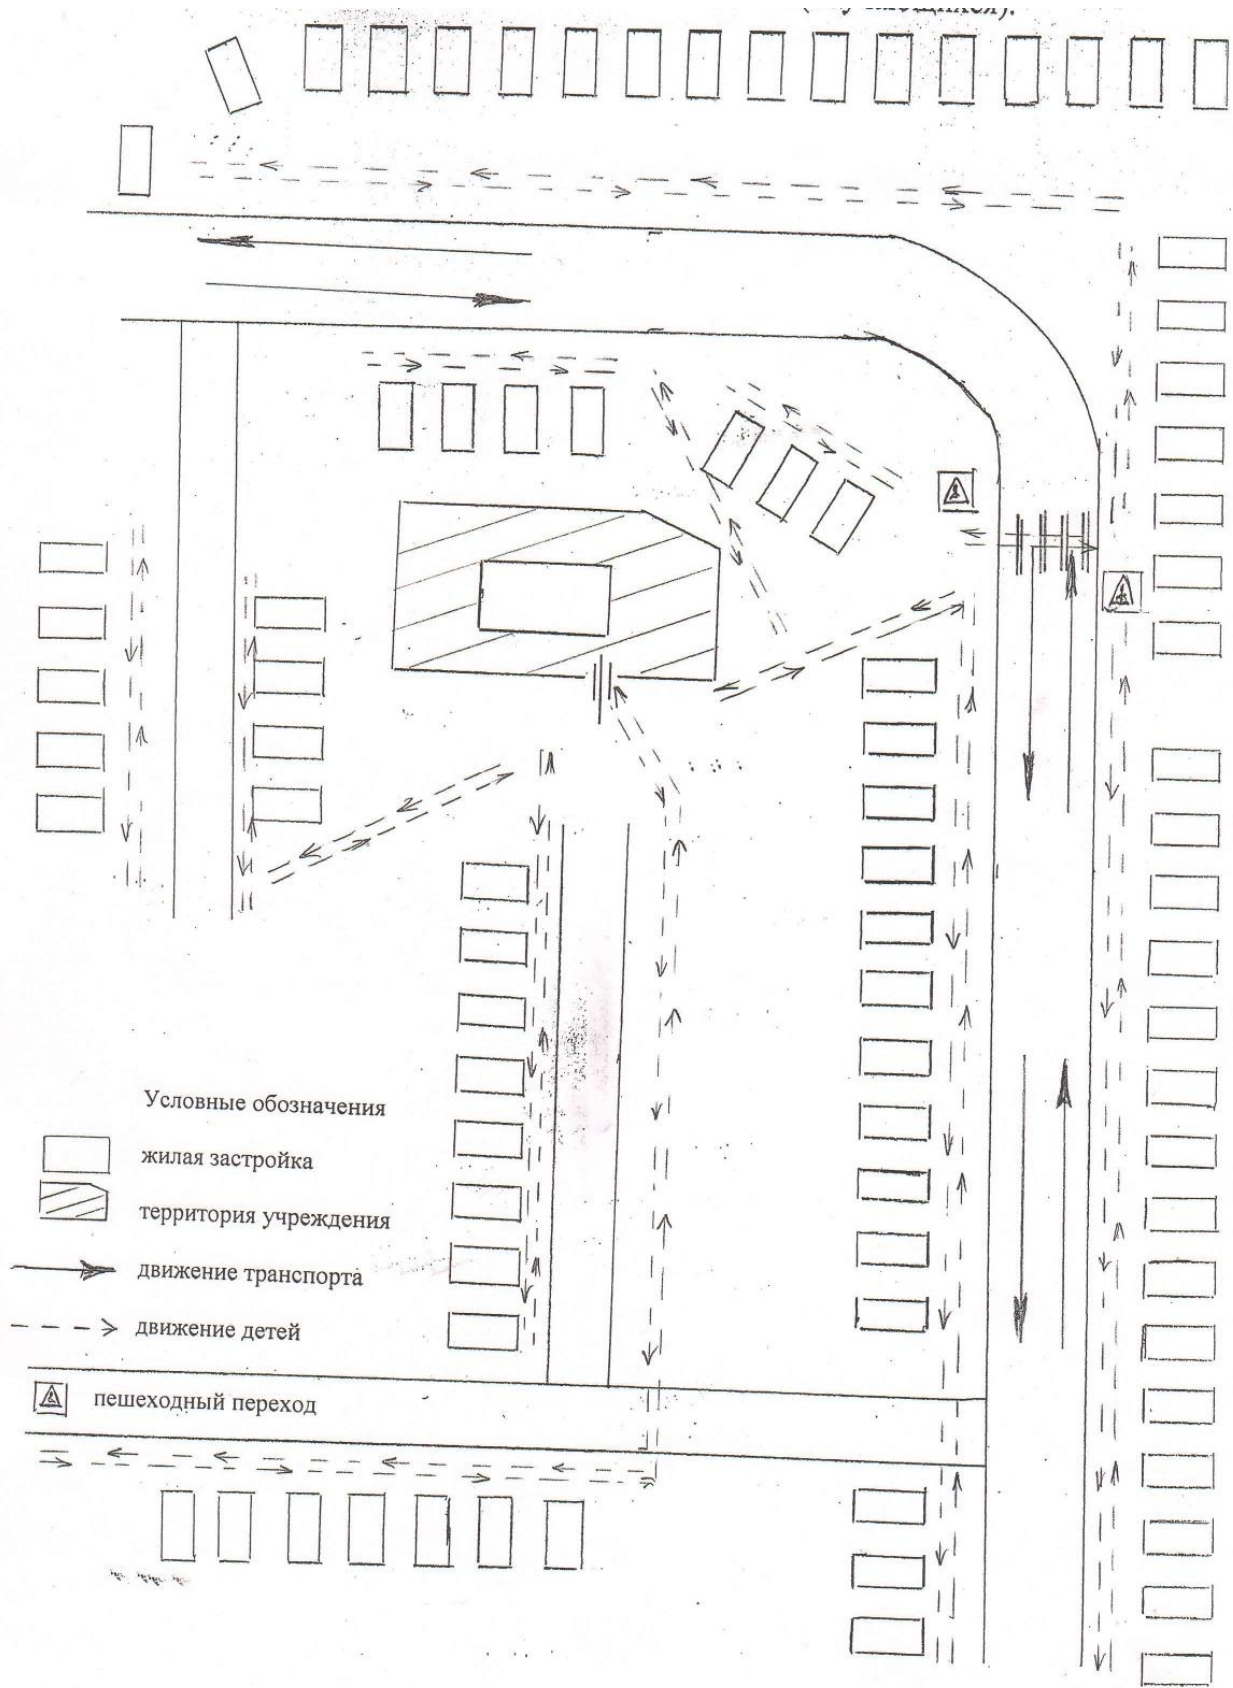 Условные обозначения
жилая застройка
территория учреждения
движение транспорта
движение детей
пешеходный переход